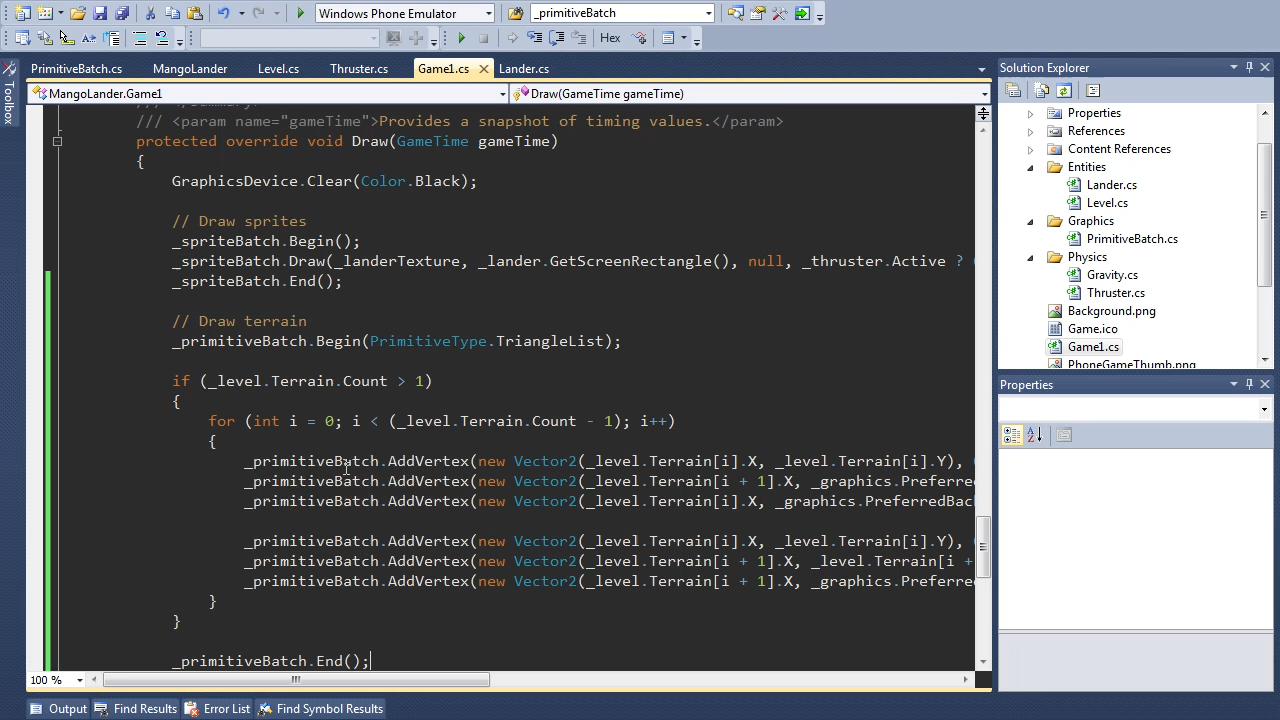 Windows Phone Emulator
_primitiveBatch
Hex
Toolbox
PrimitiveBatch.cs
MangoLander
Level.cs
Thruster.cs
Game1.cs
Lander.cs
MangoLander.Game1
Draw(GameTime gameTime)
/// <param name="gameTime">Provides a snapshot of timing values.</param>
protected override void Draw(GameTime gameTime)
{
GraphicsDevice.Clear(Color.Black);
// Draw sprites
_spriteBatch.Begin();
_spriteBatch.Draw(_landerTexture, _lander.GetScreenRectangle(), null, _thruster.Active ?
_spriteBatch.End();
// Draw terrain
_primitiveBatch.Begin(PrimitiveType.TriangleList);
if (_level.Terrain.Count > 1)
{
for (int i = 0; i < (_level.Terrain.Count - 1); i++)
{
_primitiveBatch.AddVertex(new Vector2(_level.Terrain[i].X, _level.Terrain[i].Y),
_primitiveBatch.AddVertex(new Vector2(_level.Terrain[i + 1].X, _graphics.Preferred
_primitiveBatch.AddVertex(new Vector2(_level.Terrain[i].X, _graphics.PreferredBac
_primitiveBatch.AddVertex(new Vector2(_level.Terrain[i].X, _level.Terrain[i].Y),
_primitiveBatch.AddVertex(new Vector2(_level.Terrain[i + 1].X, _level.Terrain[i +
_primitiveBatch.AddVertex(new Vector2(_level.Terrain[i + 1].X, _graphics.Preferre
}
}
_primitiveBatch.End();
100 %
Solution Explorer
Properties
References
Content References
Entities
Lander.cs
Level.cs
Graphics
PrimitiveBatch.cs
Physics
Gravity.cs
Thruster.cs
Background.png
Game.ico
Game1.cs
PhoneGameThumb.png
Properties
Output
Find Results
Error List
Find Symbol Results